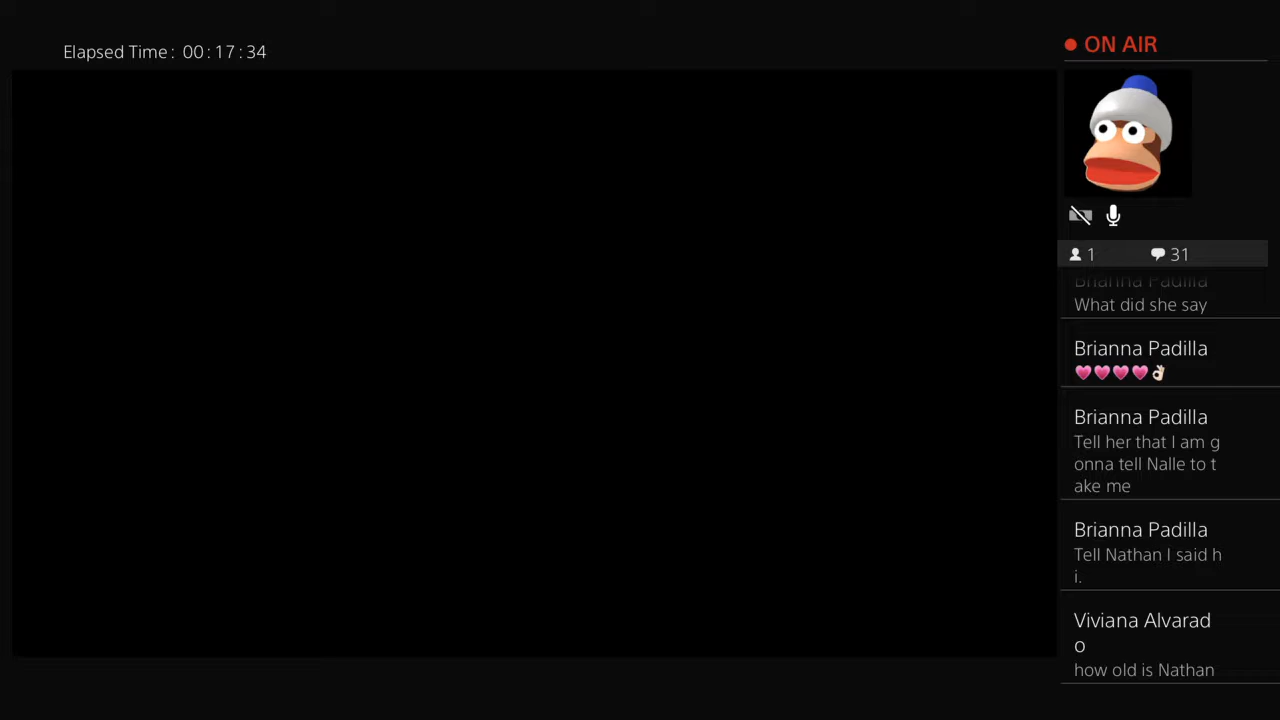 Elapsed Time: 00:17:34
ON AIR
1 31
Brianna Padilla
What did she say
Brianna Padilla
💗💗💗💗👌🏻
Brianna Padilla
Tell her that I am g
onna tell Nalle to t
ake me
Brianna Padilla
Tell Nathan I said h
i.
Viviana Alvarad
o
how old is Nathan